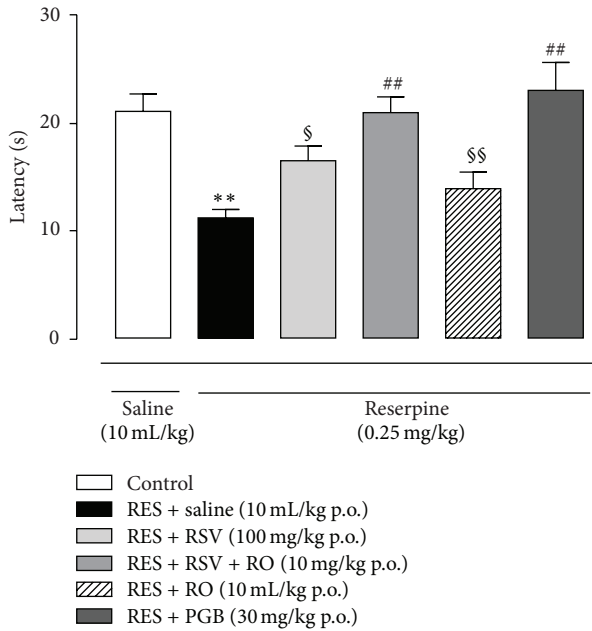 30
##
##
20
§
§§
Latency (s)
**
10
0
Saline
(10 mL/kg)
Reserpine
(0.25 mg/kg)
Control
RES + saline (10 mL/kg p.o.)
RES + RSV (100 mg/kg p.o.)
RES + RSV + RO (10 mg/kg p.o.)
RES + RO (10 mL/kg p.o.)
RES + PGB (30 mg/kg p.o.)